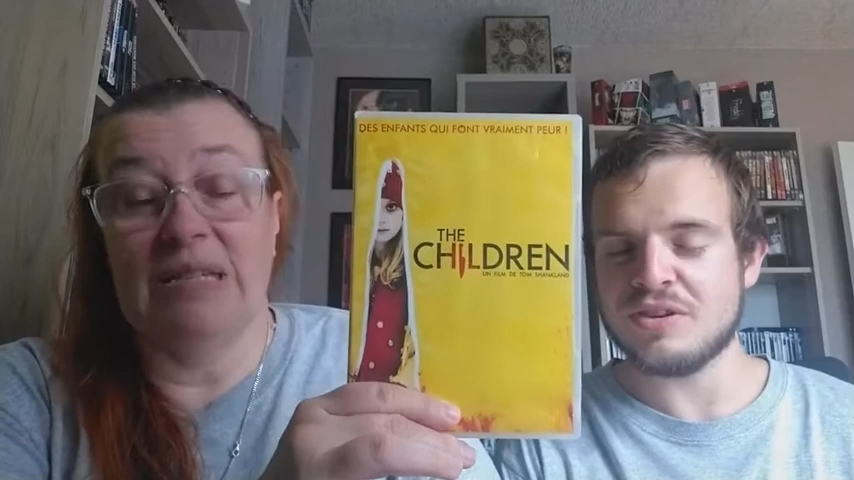 DES ENFANTS QUI FONT VRAIMENT PEUR !
THE
CHILDREN
UN FILM DE TOM SHANKLAND